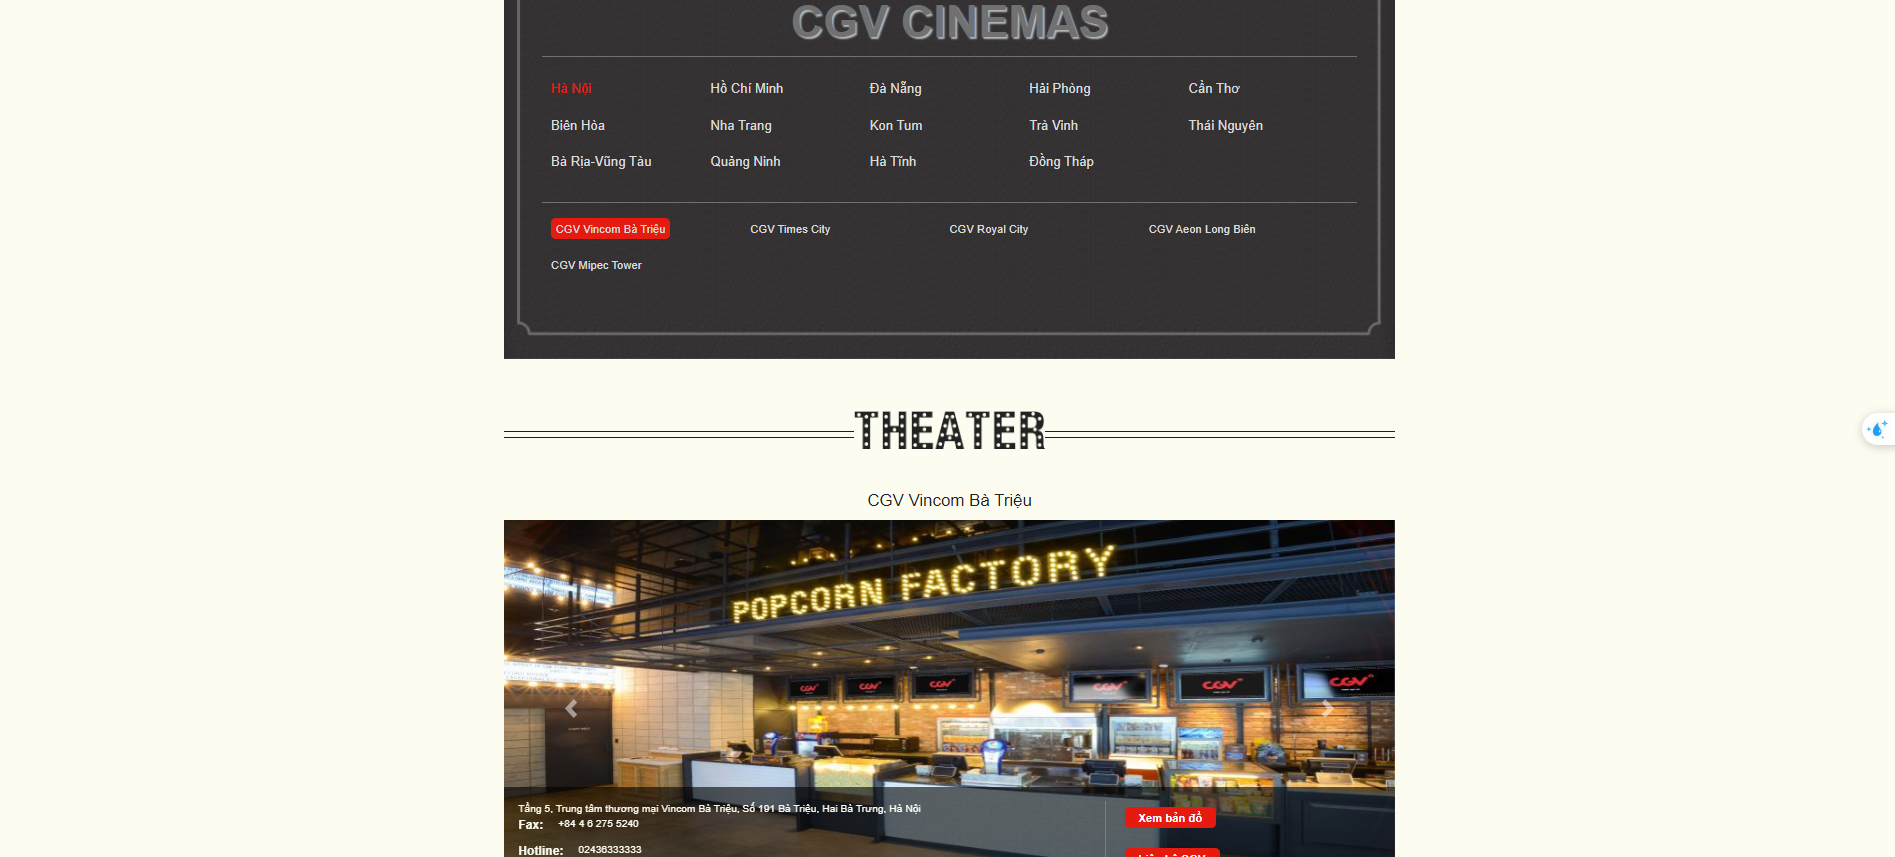 CGV CINEMAS
Hà Nội Hồ Chí Minh Đà Nẵng Hải Phòng Cần Thơ
Biên Hòa Nha Trang Kon Tum Trà Vinh Thái Nguyên
Bà Rịa-Vũng Tàu Quảng Ninh Hà Tĩnh Đồng Tháp
CGV Vincom Bà Triệu CGV Times City CGV Royal City CGV Aeon Long Biên
CGV Mipec Tower
THEATER
CGV Vincom Bà Triệu
POPCORN FACTORY
CGV CGV CGV CGV CGV CGV
Tầng 5, Trung tâm thương mại Vincom Bà Triệu, Số 191 Bà Triệu, Hai Bà Trưng, Hà Nội
Fax: +84 4 6 275 5240
Xem bản đồ
Hotline: 02436333333